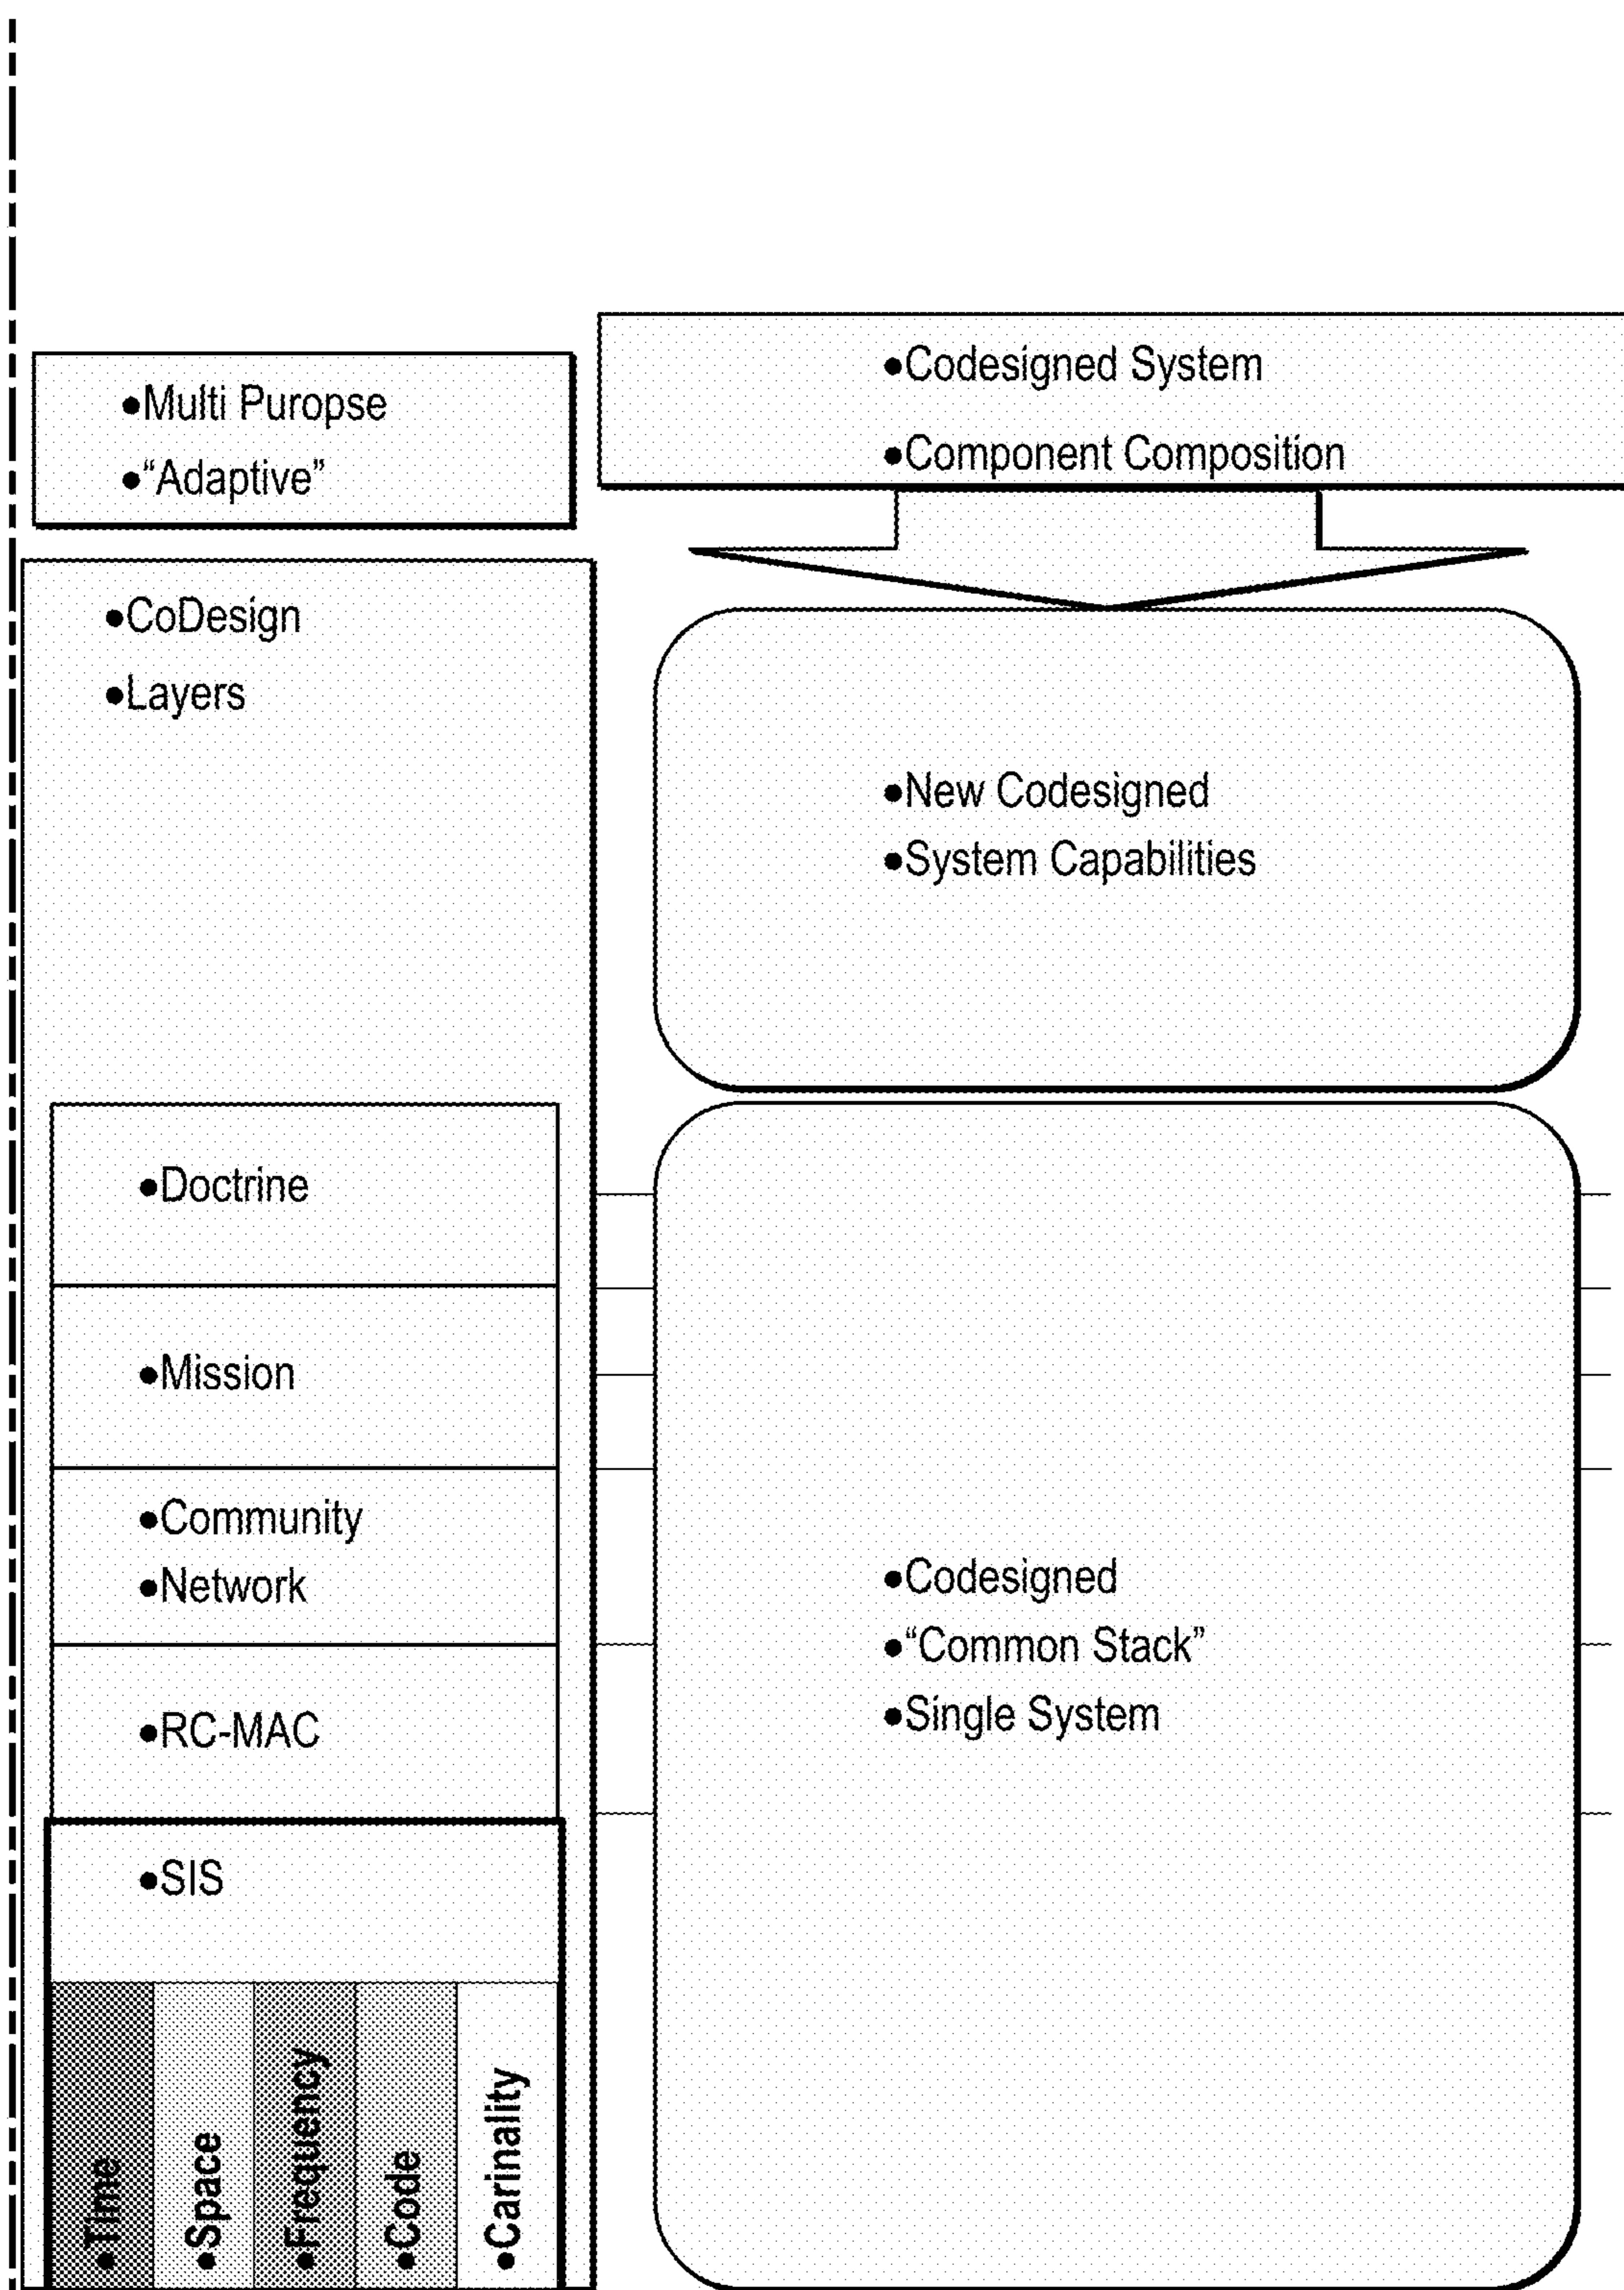 •Multi Puropse
•“Adaptive”
•Codesigned System
•Component Composition
•CoDesign
•Layers
•New Codesigned
•System Capabilities
•Doctrine
•Mission
•Community
•Network
•RC-MAC
•SIS
•Time
•Space
•Frequency
•Code
•Carinality
•Codesigned
•“Common Stack”
•Single System